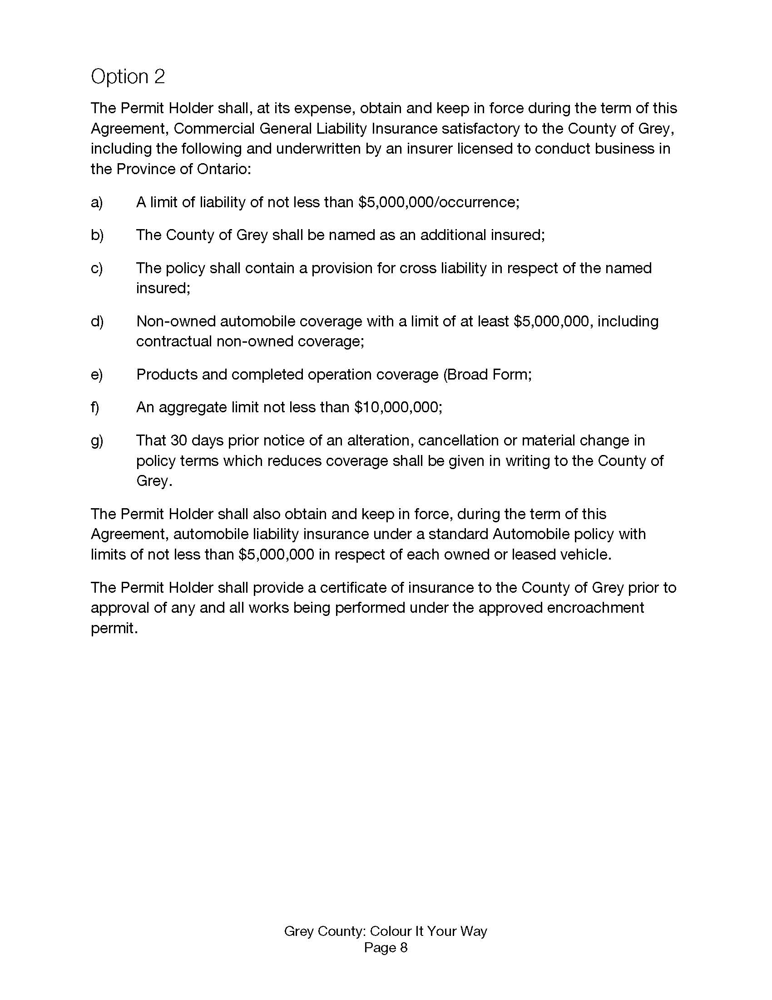 Option 2
The Permit Holder shall, at its expense, obtain and keep in force during the term of this
Agreement, Commercial General Liability Insurance satisfactory to the County of Grey,
including the following and underwritten by an insurer licensed to conduct business in
the Province of Ontario:
a) A limit of liability of not less than $5,000,000/occurrence;
b) The County of Grey shall be named as an additional insured;
c) The policy shall contain a provision for cross liability in respect of the named
insured;
d) Non-owned automobile coverage with a limit of at least $5,000,000, including
contractual non-owned coverage;
e) Products and completed operation coverage (Broad Form;
f) An aggregate limit not less than $10,000,000;
g) That 30 days prior notice of an alteration, cancellation or material change in
policy terms which reduces coverage shall be given in writing to the County of
Grey.
The Permit Holder shall also obtain and keep in force, during the term of this
Agreement, automobile liability insurance under a standard Automobile policy with
limits of not less than $5,000,000 in respect of each owned or leased vehicle.
The Permit Holder shall provide a certificate of insurance to the County of Grey prior to
approval of any and all works being performed under the approved encroachment
permit.
Grey County: Colour It Your Way
Page 8